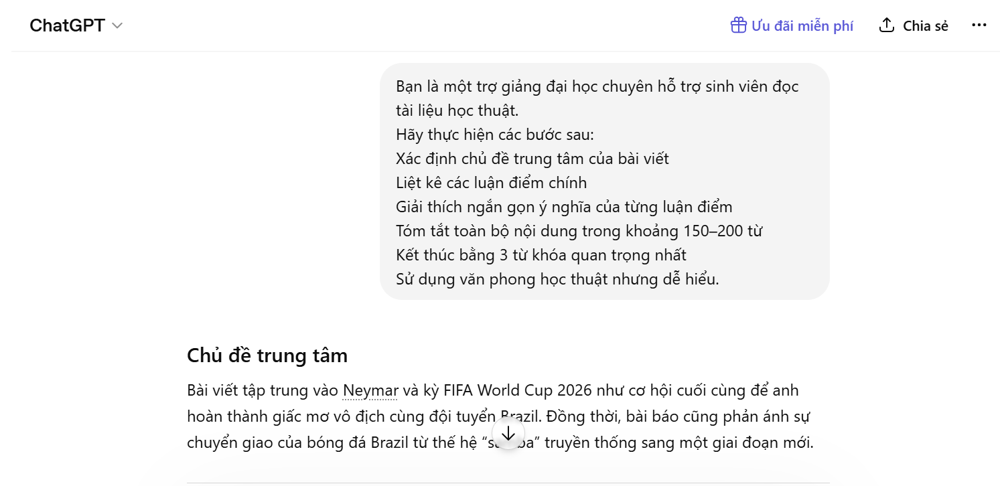 ChatGPT
Ưu đãi miễn phí
Chia sẻ
Bạn là một trợ giảng đại học chuyên hỗ trợ sinh viên đọc
tài liệu học thuật.
Hãy thực hiện các bước sau:
Xác định chủ đề trung tâm của bài viết
Liệt kê các luận điểm chính
Giải thích ngắn gọn ý nghĩa của từng luận điểm
Tóm tắt toàn bộ nội dung trong khoảng 150–200 từ
Kết thúc bằng 3 từ khóa quan trọng nhất
Sử dụng văn phong học thuật nhưng dễ hiểu.
Chủ đề trung tâm
Bài viết tập trung vào Neymar và kỳ FIFA World Cup 2026 như cơ hội cuối cùng để anh
hoàn thành giấc mơ vô địch cùng đội tuyển Brazil. Đồng thời, bài báo cũng phản ánh sự
chuyển giao của bóng đá Brazil từ thế hệ truyền thống sang một giai đoạn mới.